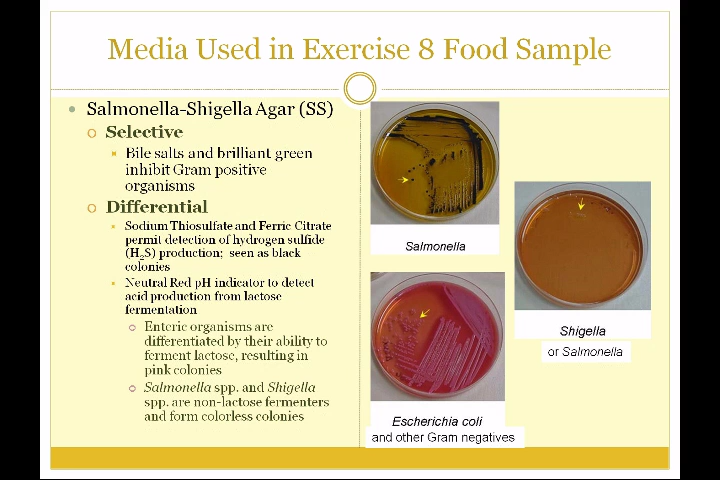 Media Used in Exercise 8 Food Sample
Salmonella-Shigella Agar (SS)
Selective
Bile salts and brilliant green
inhibit Gram positive
organisms
Differential
Sodium Thiosulfate and Ferric Citrate
permit detection of hydrogen sulfide
(H₂S) production; seen as black
colonies
Neutral Red pH indicator to detect
acid production from lactose
fermentation
Enteric organisms are
differentiated by their ability to
ferment lactose, resulting in
pink colonies
Salmonella spp. and Shigella
spp. are non-lactose fermenters
and form colorless colonies
Salmonella
Shigella
or Salmonella
Escherichia coli
and other Gram negatives